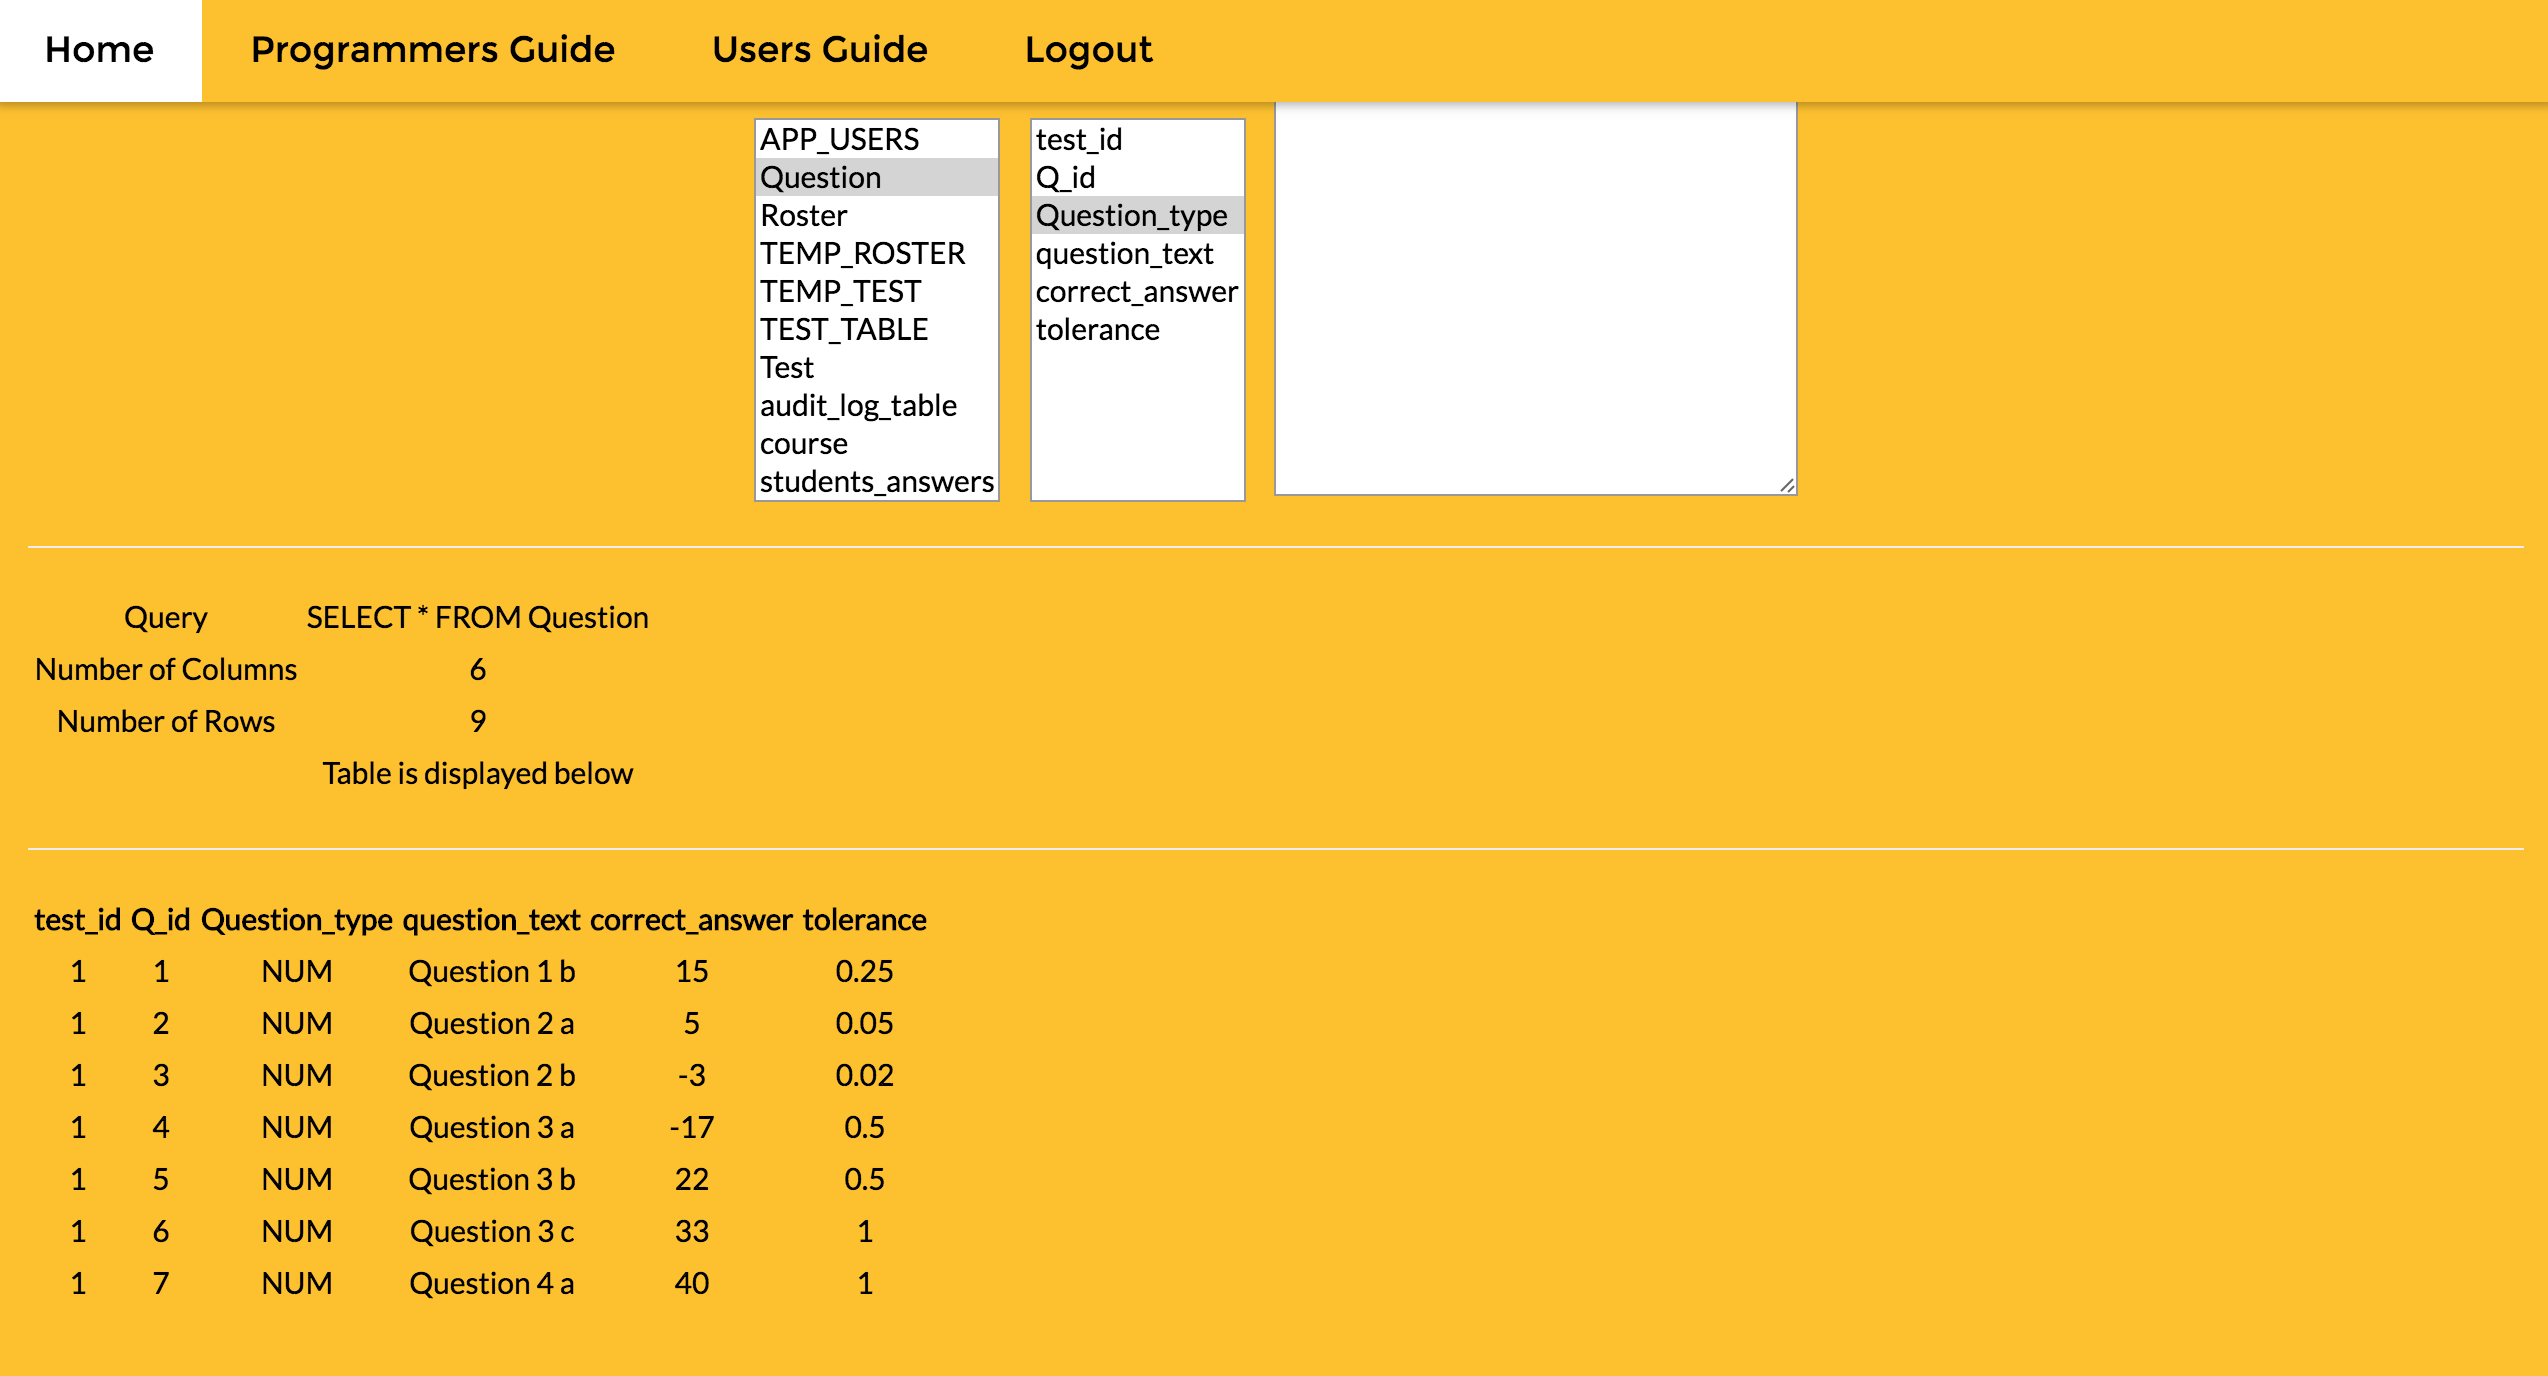 Home Programmers Guide Users Guide Logout
APP_USERS
Question
Roster
TEMP_ROSTER
TEMP_TEST
TEST_TABLE
Test
audit_log_table
course
students_answers
test_id
Q_id
Question_type
question_text
correct_answer
tolerance
Query SELECT * FROM Question
Number of Columns 6
Number of Rows 9
Table is displayed below
test_id Q_id Question_type question_text correct_answer tolerance
1 1 NUM Question 1 b 15 0.25
1 2 NUM Question 2 a 5 0.05
1 3 NUM Question 2 b -3 0.02
1 4 NUM Question 3 a -17 0.5
1 5 NUM Question 3 b 22 0.5
1 6 NUM Question 3 c 33 1
1 7 NUM Question 4 a 40 1